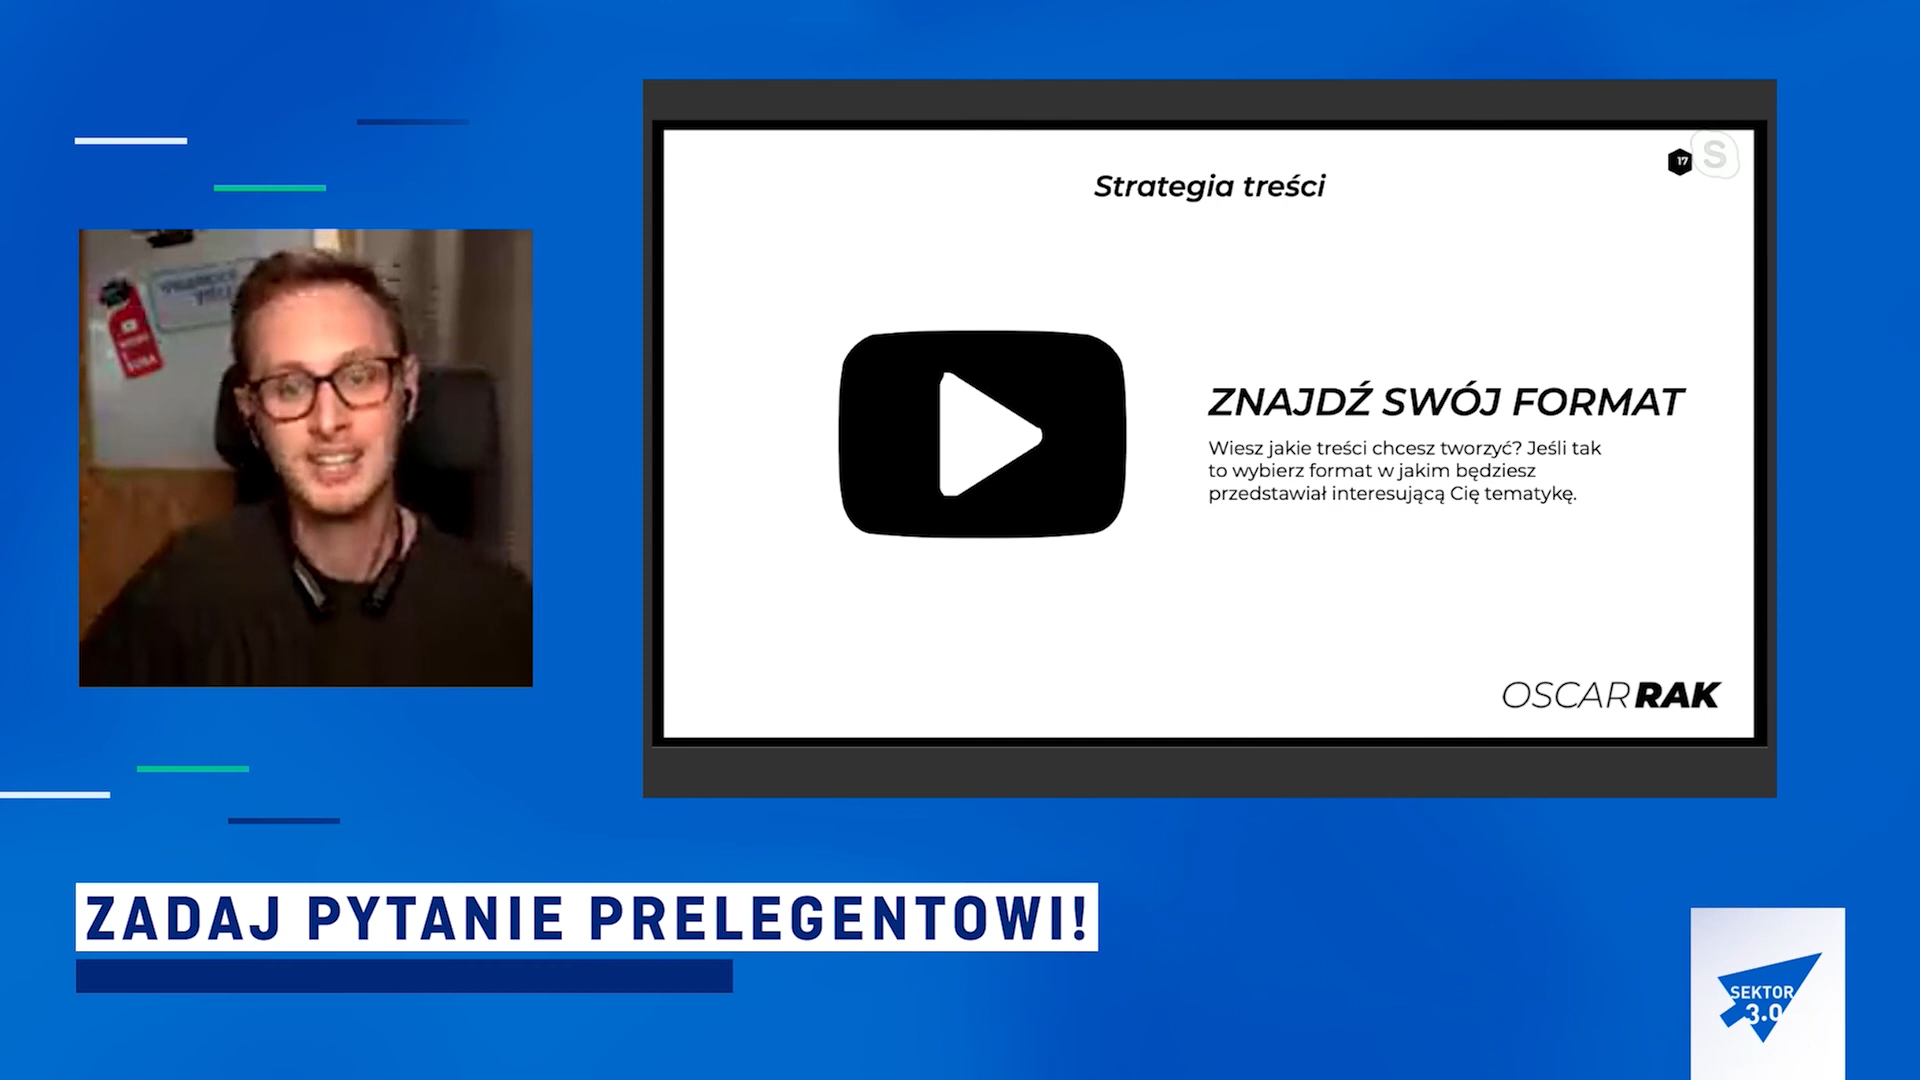 Strategia treści
17
S
ZNAJDŹ SWÓJ FORMAT
Wiesz jakie treści chcesz tworzyć? Jeśli tak
to wybierz format w jakim będziesz
przedstawiał interesującą Cię tematykę.
OSCAR RAK
ZADAJ PYTANIE PRELEGENTOWI!
SEKTOR
3.0